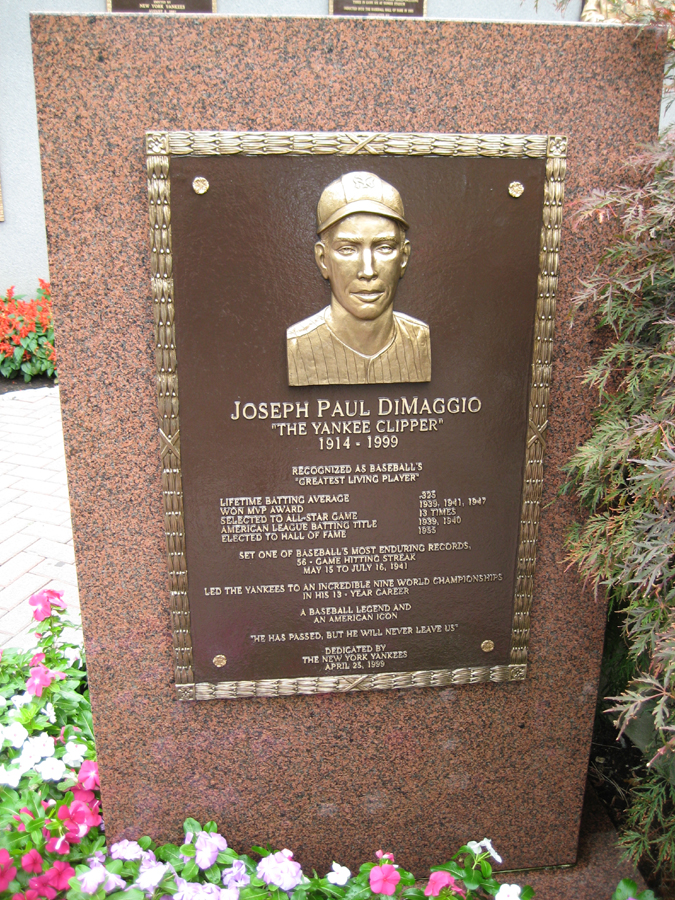 NEW YORK YANKEES
JOSEPH PAUL DIMAGGIO
"THE YANKEE CLIPPER"
1914 - 1999
RECOGNIZED AS BASEBALL'S
"GREATEST LIVING PLAYER"
LIFETIME BATTING AVERAGE .325
WON MVP AWARD 1939, 1941, 1947
SELECTED TO ALL-STAR GAME 13 TIMES
AMERICAN LEAGUE BATTING TITLE 1939, 1940
ELECTED TO HALL OF FAME 1955
SET ONE OF BASEBALL'S MOST ENDURING RECORDS,
56 - GAME HITTING STREAK
MAY 15 TO JULY 16, 1941
LED THE YANKEES TO AN INCREDIBLE NINE WORLD CHAMPIONSHIPS
IN HIS 13 - YEAR CAREER
A BASEBALL LEGEND AND
AN AMERICAN ICON
"HE HAS PASSED, BUT HE WILL NEVER LEAVE US"
DEDICATED BY
THE NEW YORK YANKEES
APRIL 25, 1999